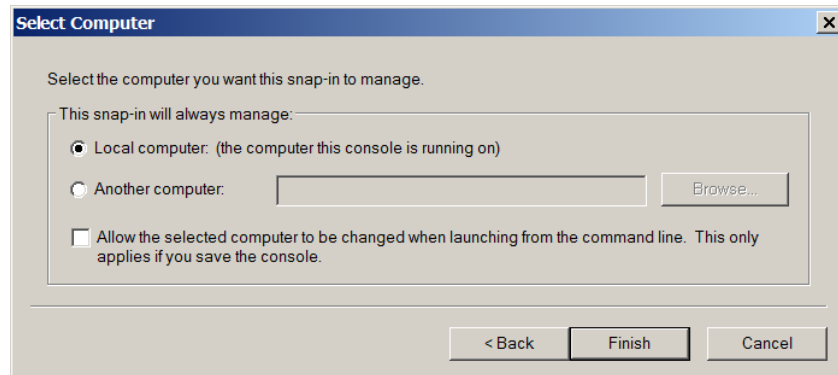 Select Computer
Select the computer you want this snap-in to manage.
This snap-in will always manage:
Local computer: (the computer this console is running on)
Another computer:
Browse...
Allow the selected computer to be changed when launching from the command line. This only
applies if you save the console.
< Back
Finish
Cancel